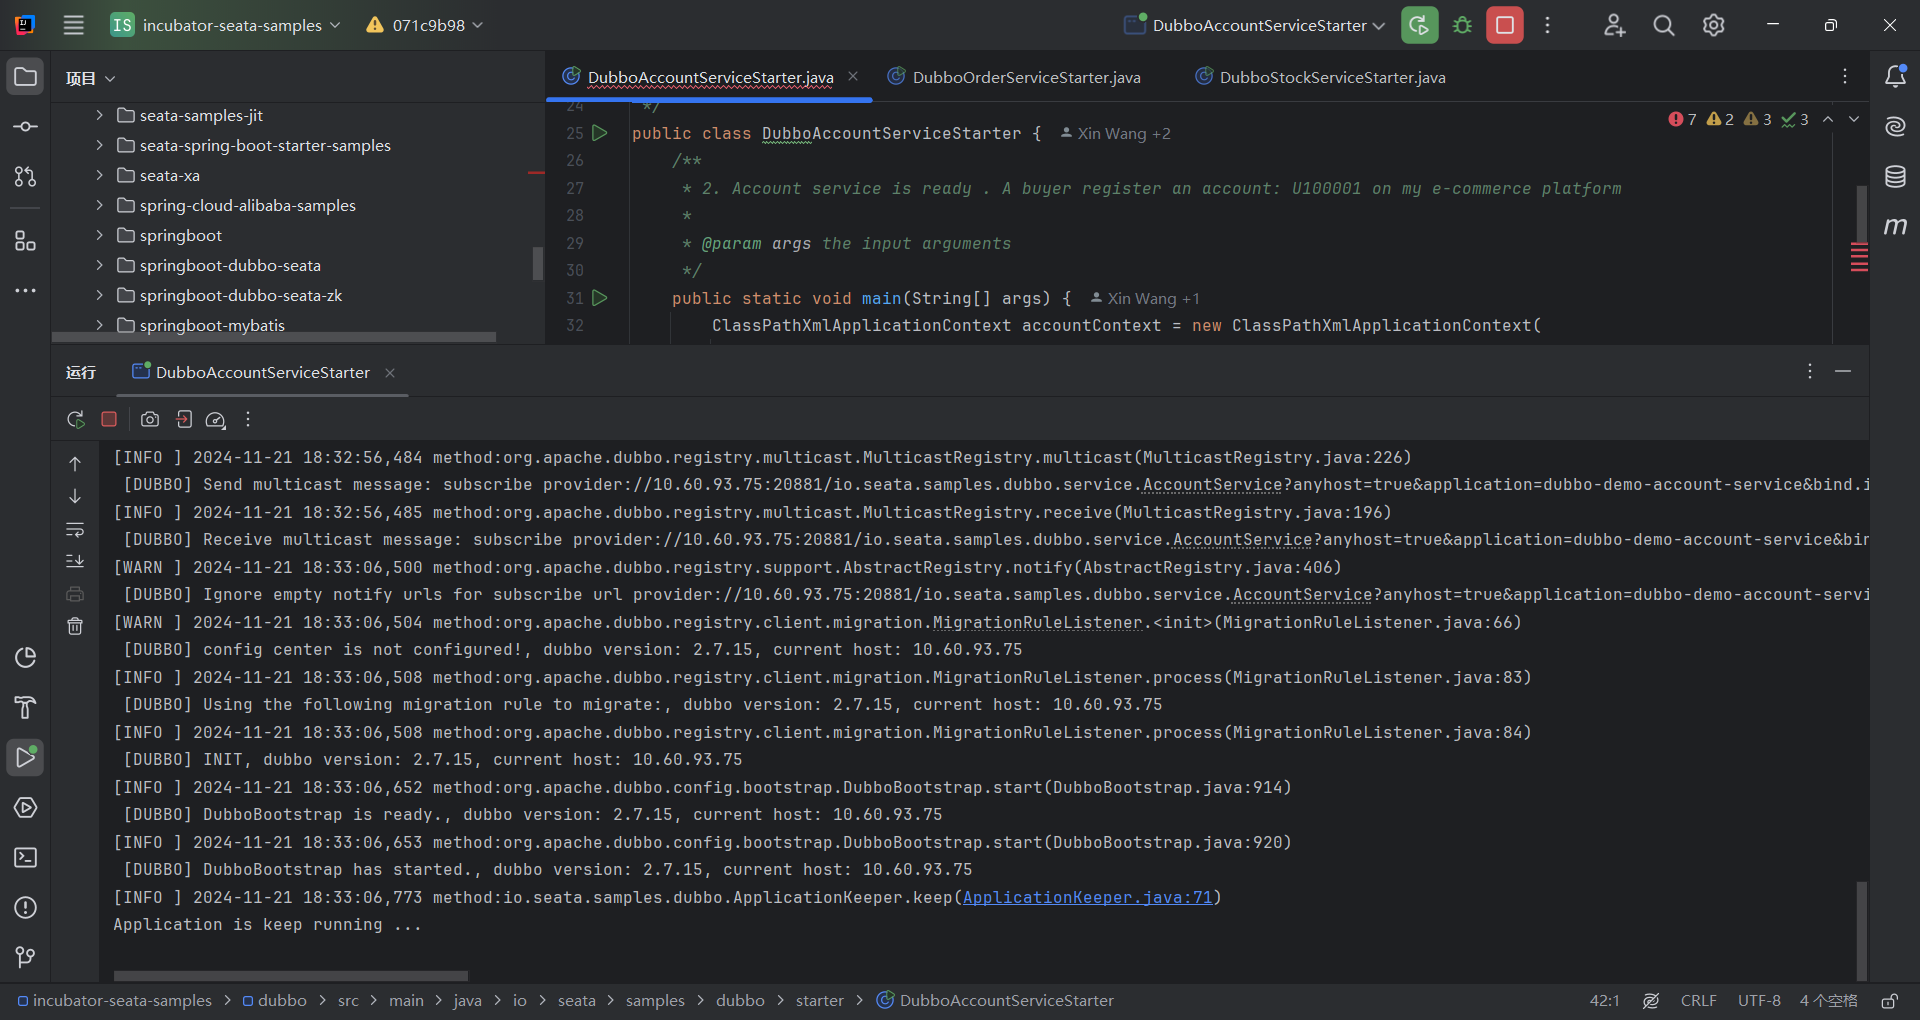 IS incubator-seata-samples 071c9b98 DubboAccountServiceStarter
项目
DubboAccountServiceStarter.java DubboOrderServiceStarter.java DubboStockServiceStarter.java
seata-samples-jit
seata-spring-boot-starter-samples
seata-xa
spring-cloud-alibaba-samples
springboot
springboot-dubbo-seata
springboot-dubbo-seata-zk
springboot-mybatis
7 2 3 3
24 */
25 public class DubboAccountServiceStarter { Xin Wang +2
26 /**
27 * 2. Account service is ready . A buyer register an account: U100001 on my e-commerce platform
28 *
29 * @param args the input arguments
30 */
31 public static void main(String[] args) { Xin Wang +1
32 ClassPathXmlApplicationContext accountContext = new ClassPathXmlApplicationContext(
m
运行 DubboAccountServiceStarter
[INFO ] 2024-11-21 18:32:56,484 method:org.apache.dubbo.registry.multicast.MulticastRegistry.multicast(MulticastRegistry.java:226)
[DUBBO] Send multicast message: subscribe provider://10.60.93.75:20881/io.seata.samples.dubbo.service.AccountService?anyhost=true&application=dubbo-demo-account-service&bind.i
[INFO ] 2024-11-21 18:32:56,485 method:org.apache.dubbo.registry.multicast.MulticastRegistry.receive(MulticastRegistry.java:196)
[DUBBO] Receive multicast message: subscribe provider://10.60.93.75:20881/io.seata.samples.dubbo.service.AccountService?anyhost=true&application=dubbo-demo-account-service&bin
[WARN ] 2024-11-21 18:33:06,500 method:org.apache.dubbo.registry.support.AbstractRegistry.notify(AbstractRegistry.java:406)
[DUBBO] Ignore empty notify urls for subscribe url provider://10.60.93.75:20881/io.seata.samples.dubbo.service.AccountService?anyhost=true&application=dubbo-demo-account-servi
[WARN ] 2024-11-21 18:33:06,504 method:org.apache.dubbo.registry.client.migration.MigrationRuleListener.<init>(MigrationRuleListener.java:66)
[DUBBO] config center is not configured!, dubbo version: 2.7.15, current host: 10.60.93.75
[INFO ] 2024-11-21 18:33:06,508 method:org.apache.dubbo.registry.client.migration.MigrationRuleListener.process(MigrationRuleListener.java:83)
[DUBBO] Using the following migration rule to migrate:, dubbo version: 2.7.15, current host: 10.60.93.75
[INFO ] 2024-11-21 18:33:06,508 method:org.apache.dubbo.registry.client.migration.MigrationRuleListener.process(MigrationRuleListener.java:84)
[DUBBO] INIT, dubbo version: 2.7.15, current host: 10.60.93.75
[INFO ] 2024-11-21 18:33:06,652 method:org.apache.dubbo.config.bootstrap.DubboBootstrap.start(DubboBootstrap.java:914)
[DUBBO] DubboBootstrap is ready., dubbo version: 2.7.15, current host: 10.60.93.75
[INFO ] 2024-11-21 18:33:06,653 method:org.apache.dubbo.config.bootstrap.DubboBootstrap.start(DubboBootstrap.java:920)
[DUBBO] DubboBootstrap has started., dubbo version: 2.7.15, current host: 10.60.93.75
[INFO ] 2024-11-21 18:33:06,773 method:io.seata.samples.dubbo.ApplicationKeeper.keep(ApplicationKeeper.java:71)
Application is keep running ...
incubator-seata-samples > dubbo > src > main > java > io > seata > samples > dubbo > starter > DubboAccountServiceStarter 42:1 CRLF UTF-8 4 个空格